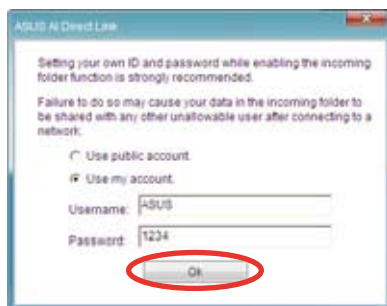 ASUS AI Direct Link
Setting your own ID and password while enabling the incoming
folder function is strongly recommended.
Failure to do so may cause your data in the incoming folder to
be shared with any other unallowable user after connecting to a
network.
Use public account.
Use my account.
Username: ASUS
Password: 1234
Ok